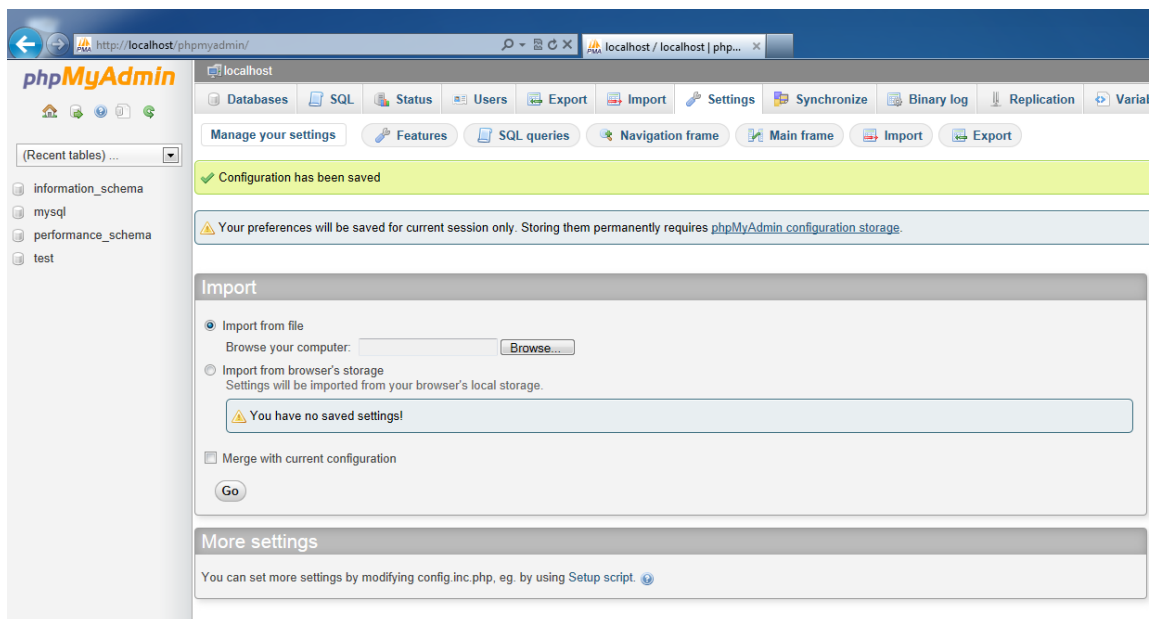 http://localhost/phpmyadmin/
localhost / localhost | php...
phpMyAdmin
localhost
Databases SQL Status Users Export Import Settings Synchronize Binary log Replication Varial
Manage your settings Features SQL queries Navigation frame Main frame Import Export
(Recent tables) ...
information_schema
mysql
performance_schema
test
Configuration has been saved
Your preferences will be saved for current session only. Storing them permanently requires phpMyAdmin configuration storage.
Import
Import from file
Browse your computer: Browse...
Import from browser's storage
Settings will be imported from your browser's local storage.
You have no saved settings!
Merge with current configuration
Go
More settings
You can set more settings by modifying config.inc.php, eg. by using Setup script.